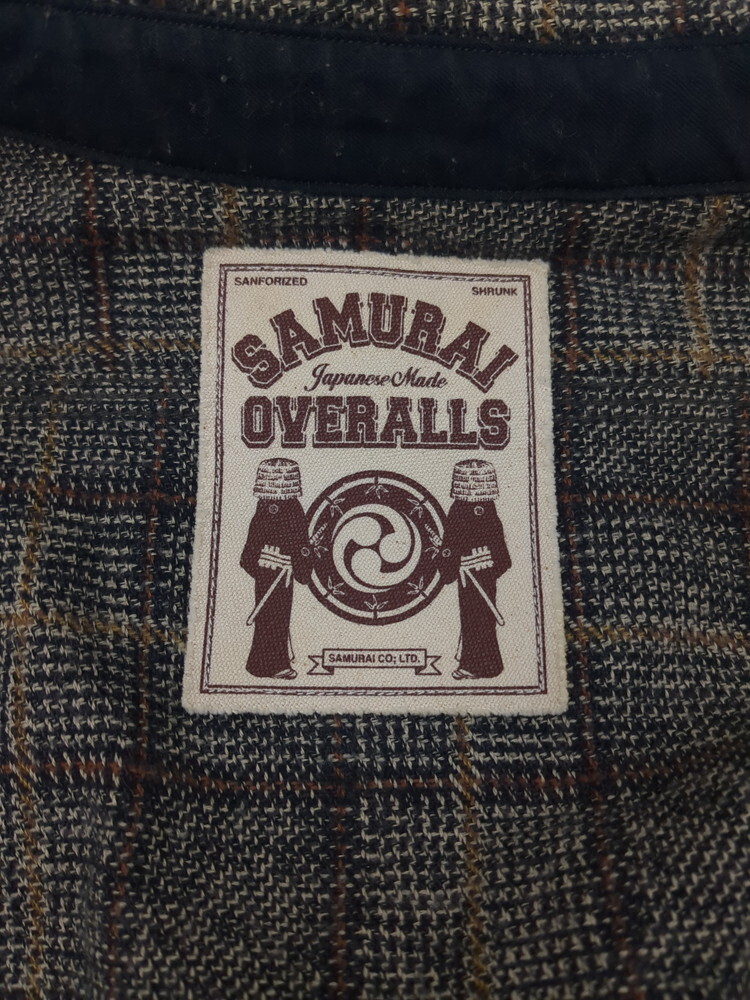 SANFORIZED
SHRUNK
SAMURAI
Japanese Made
OVERALLS
SAMURAI CO; LTD.